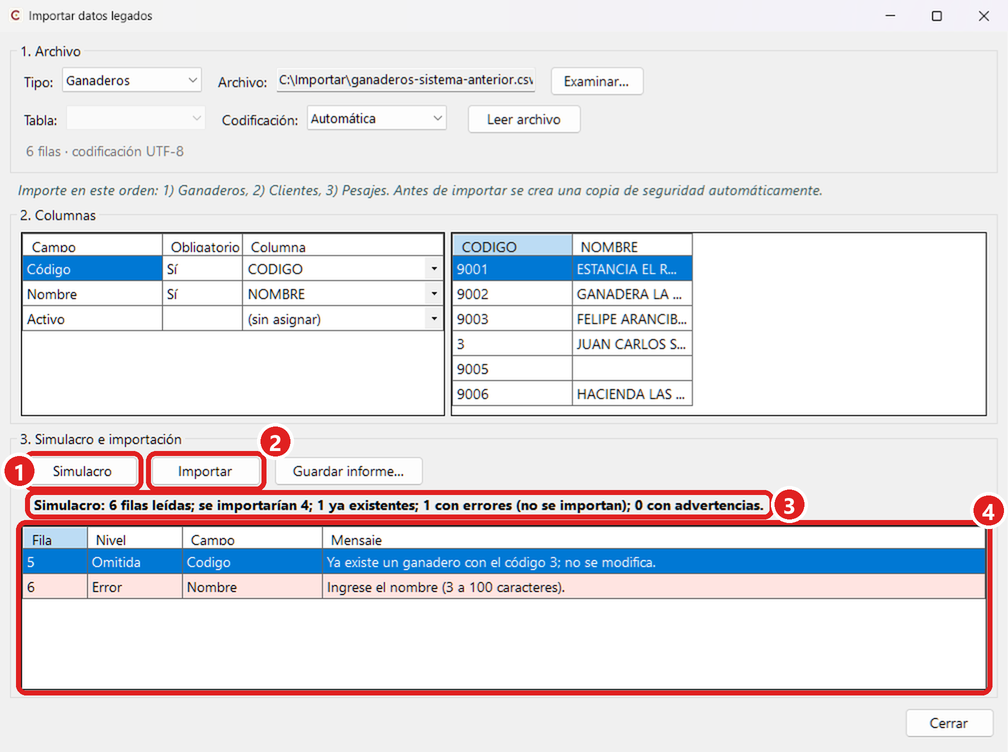 Importar datos legados
1. Archivo
Tipo: Ganaderos Archivo: C:\Importar\ganaderos-sistema-anterior.csv Examinar...
Tabla: Codificación: Automática Leer archivo
6 filas · codificación UTF-8
Importe en este orden: 1) Ganaderos, 2) Clientes, 3) Pesajes. Antes de importar se crea una copia de seguridad automáticamente.
2. Columnas
Campo Obligatorio Columna
Código Sí CODIGO
Nombre Sí NOMBRE
Activo (sin asignar)
CODIGO NOMBRE
9001 ESTANCIA EL R...
9002 GANADERA LA ...
9003 FELIPE ARANCIB...
3 JUAN CARLOS S...
9005
9006 HACIENDA LAS ...
3. Simulacro e importación
1 Simulacro Importar 2 Guardar informe...
Simulacro: 6 filas leídas; se importarían 4; 1 ya existentes; 1 con errores (no se importan); 0 con advertencias. 3
4
Fila Nivel Campo Mensaje
5 Omitida Codigo Ya existe un ganadero con el código 3; no se modifica.
6 Error Nombre Ingrese el nombre (3 a 100 caracteres).
Cerrar